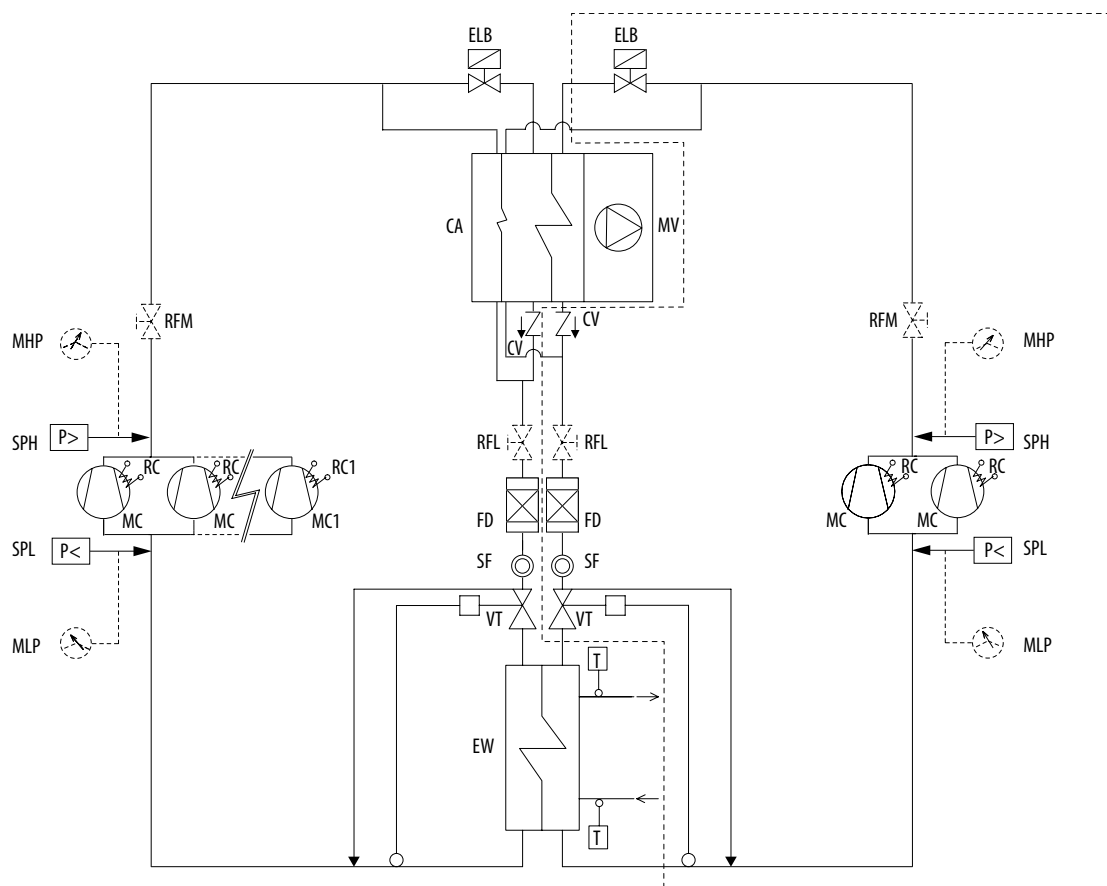 ELB ELB
CA MV
RFM RFM
CV
MHP MHP
CV
SPH P> RFL RFL P> SPH
RC RC RC1 RC RC
MC MC MC1 FD FD MC MC
SPL P< P< SPL
SF SF
VT VT
MLP MLP
T
EW
T